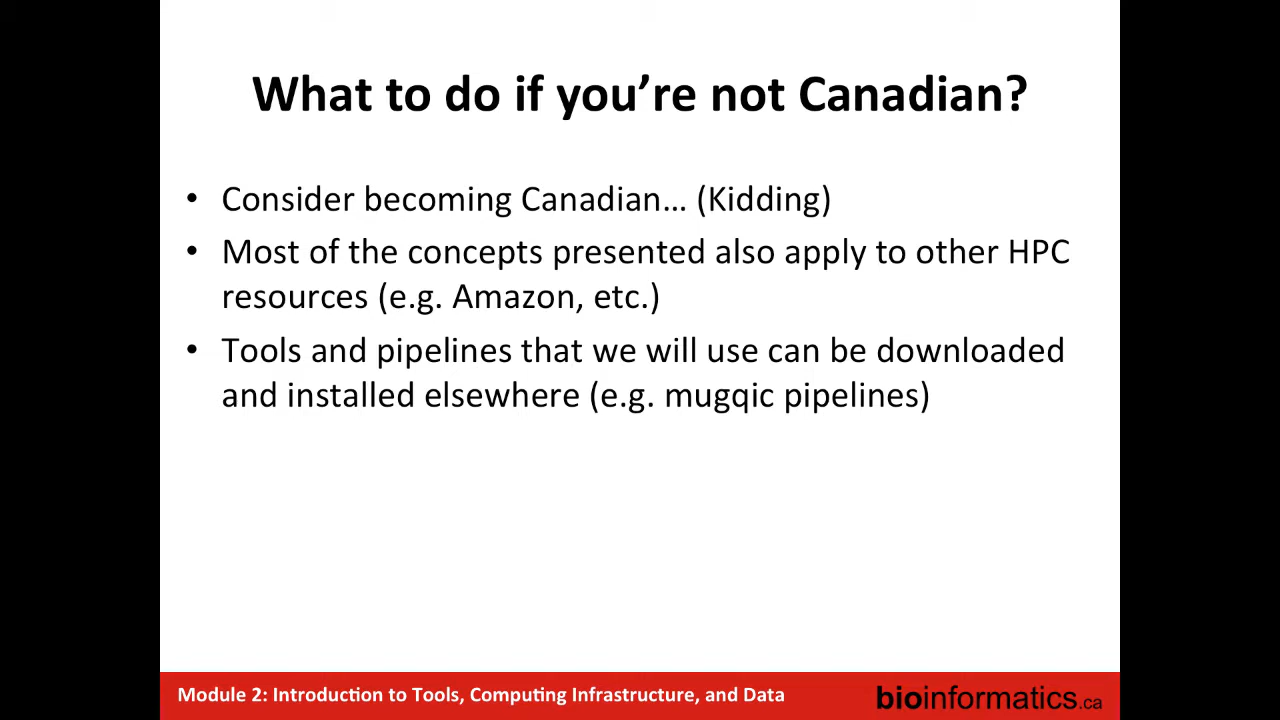 What to do if you’re not Canadian?
• Consider becoming Canadian… (Kidding)
• Most of the concepts presented also apply to other HPC
resources (e.g. Amazon, etc.)
• Tools and pipelines that we will use can be downloaded
and installed elsewhere (e.g. mugqic pipelines)
Module 2: Introduction to Tools, Computing Infrastructure, and Data
bioinformatics.ca